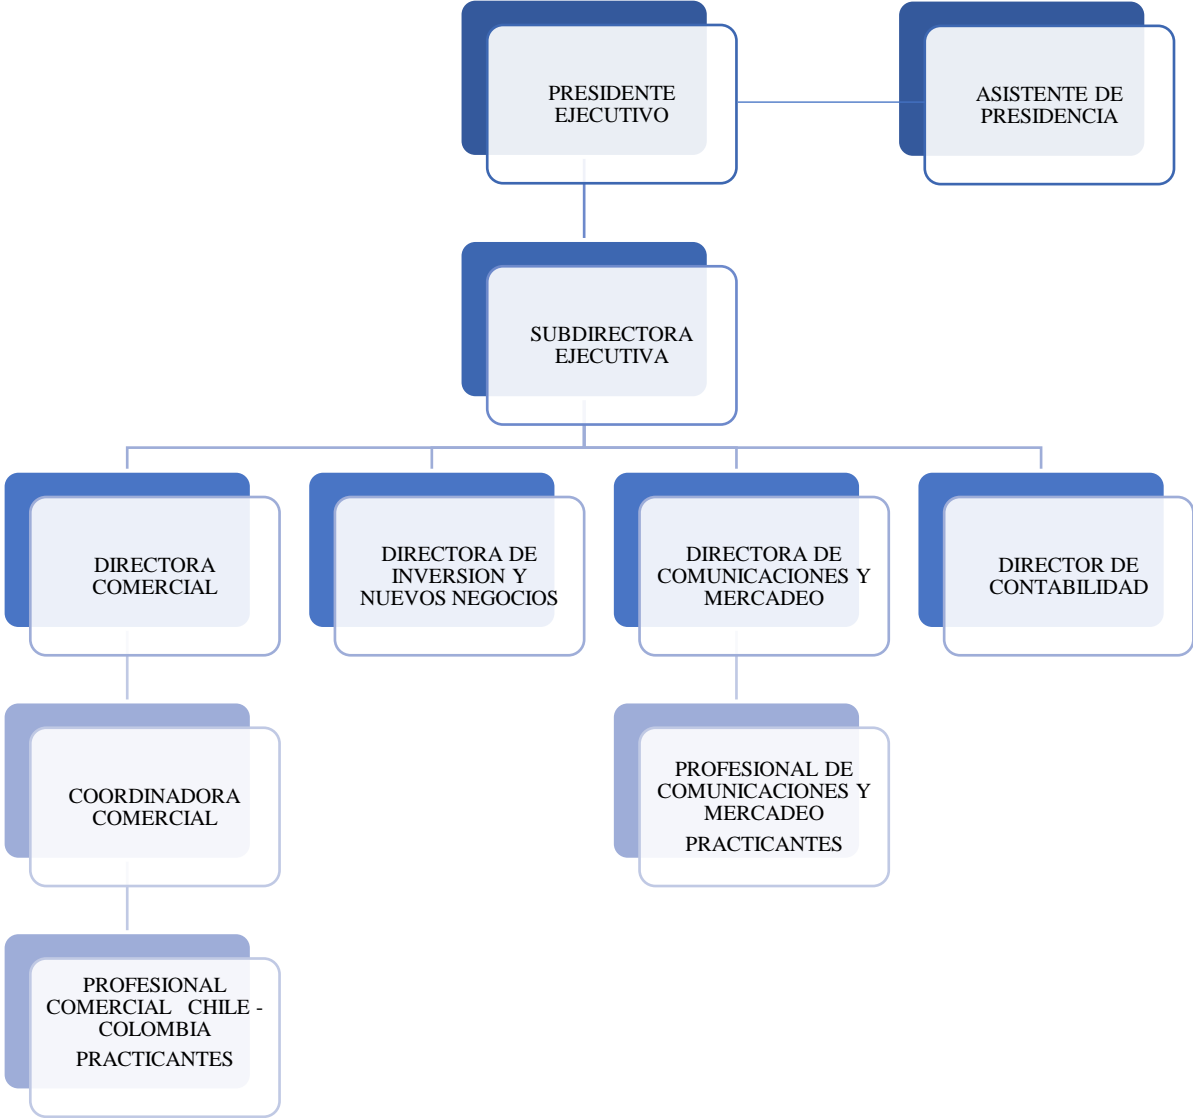 PRESIDENTE
EJECUTIVO
ASISTENTE DE
PRESIDENCIA
SUBDIRECTORA
EJECUTIVA
DIRECTORA
COMERCIAL
DIRECTORA DE
INVERSION Y
NUEVOS NEGOCIOS
DIRECTORA DE
COMUNICACIONES Y
MERCADEO
DIRECTOR DE
CONTABILIDAD
COORDINADORA
COMERCIAL
PROFESIONAL DE
COMUNICACIONES Y
MERCADEO
PRACTICANTES
PROFESIONAL
COMERCIAL CHILE -
COLOMBIA
PRACTICANTES